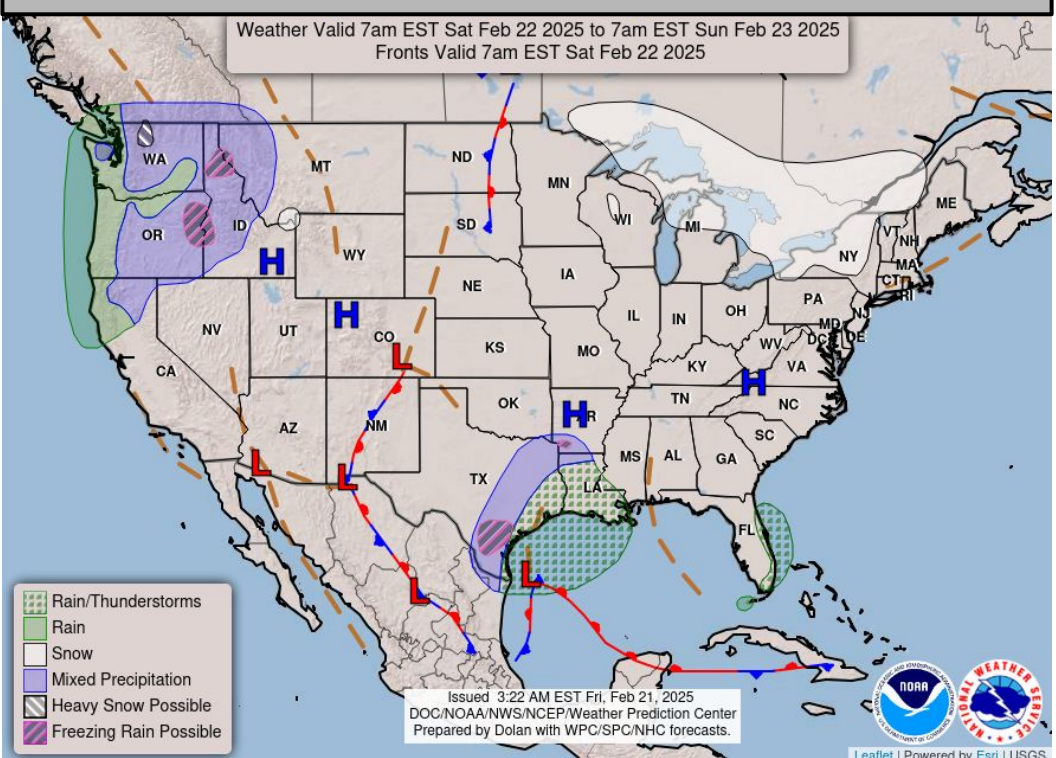 Weather Valid 7am EST Sat Feb 22 2025 to 7am EST Sun Feb 23 2025
Fronts Valid 7am EST Sat Feb 22 2025
WA
MT
ND
MN
ME
OR
ID
SD
WI
MI
VT
NH
WY
NY
MA
CT
RI
IA
NE
NV
UT
CO
IL
IN
OH
PA
NJ
MD
DC
DE
CA
KS
MO
WV
VA
KY
AZ
NM
OK
TN
NC
SC
TX
LA
MS
AL
GA
FL
H
H
H
H
L
L
L
L
L
Rain/Thunderstorms
Rain
Snow
Mixed Precipitation
Heavy Snow Possible
Freezing Rain Possible
Issued 3:22 AM EST Fri, Feb 21, 2025
DOC/NOAA/NWS/NCEP/Weather Prediction Center
Prepared by Dolan with WPC/SPC/NHC forecasts.
NOAA
NATIONAL WEATHER SERVICE
Leaflet | Powered by Esri | USGS